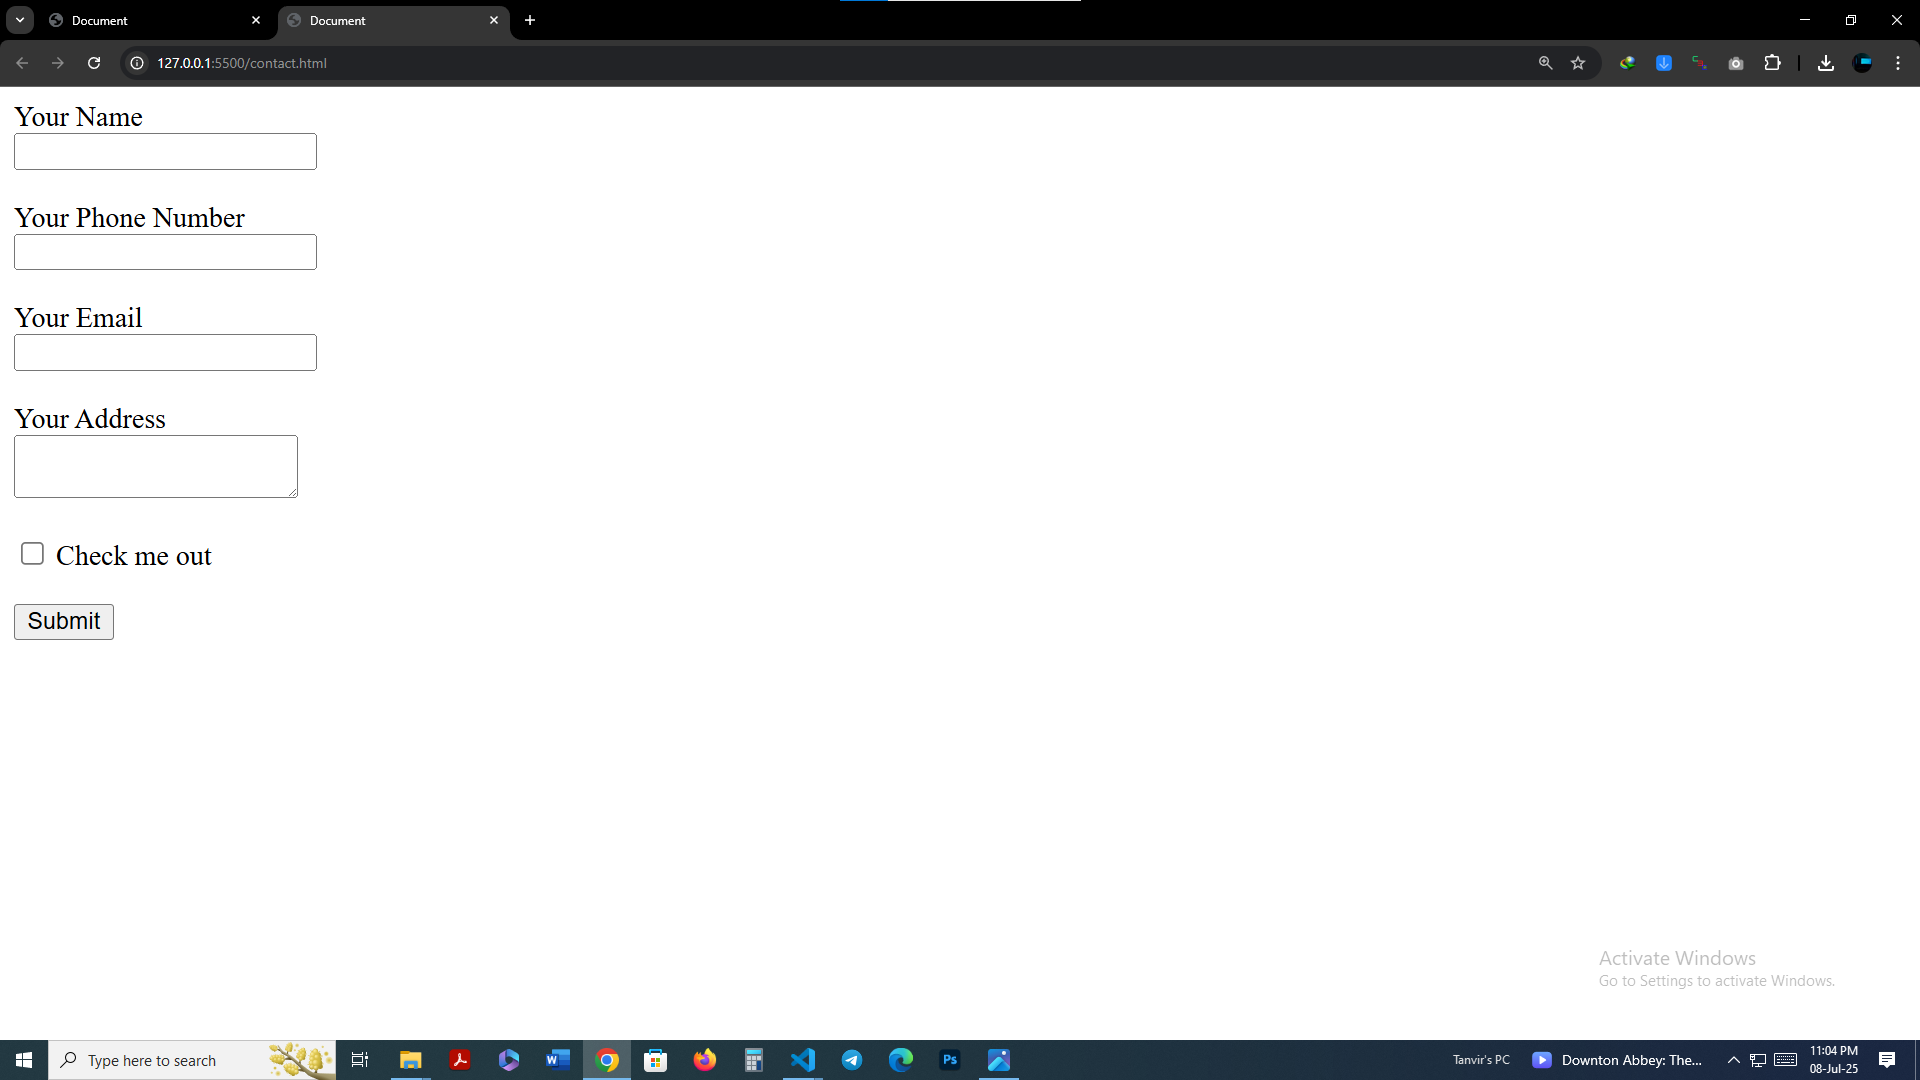 Document
Document
127.0.0.1:5500/contact.html
Your Name
Your Phone Number
Your Email
Your Address
Check me out
Submit
Activate Windows
Go to Settings to activate Windows.
Type here to search
Tanvir's PC
Downton Abbey: The...
11:04 PM
08-Jul-25